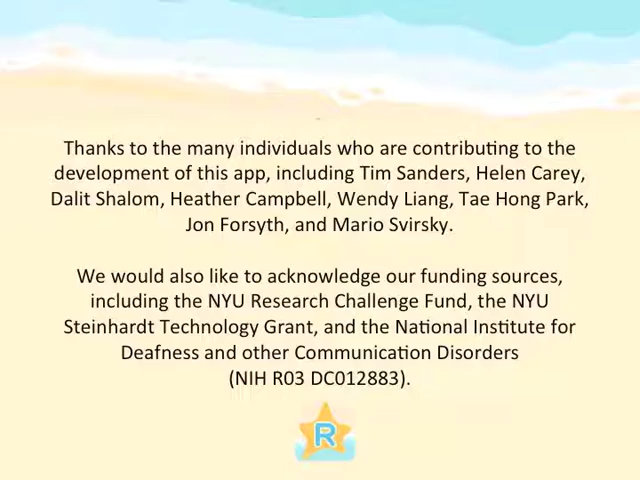 Thanks to the many individuals who are contributing to the
development of this app, including Tim Sanders, Helen Carey,
Dalit Shalom, Heather Campbell, Wendy Liang, Tae Hong Park,
Jon Forsyth, and Mario Svirsky.
We would also like to acknowledge our funding sources,
including the NYU Research Challenge Fund, the NYU
Steinhardt Technology Grant, and the National Institute for
Deafness and other Communication Disorders
(NIH R03 DC012883).
R